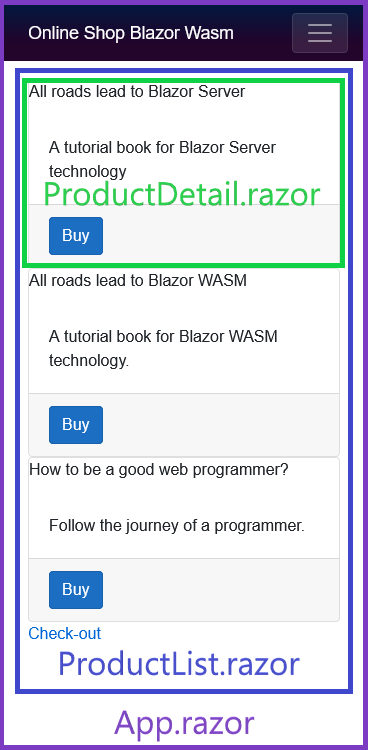 Online Shop Blazor Wasm
All roads lead to Blazor Server
A tutorial book for Blazor Server
technology
ProductDetail.razor
Buy
All roads lead to Blazor WASM
A tutorial book for Blazor WASM
technology.
Buy
How to be a good web programmer?
Follow the journey of a programmer.
Buy
Check-out
ProductList.razor
App.razor